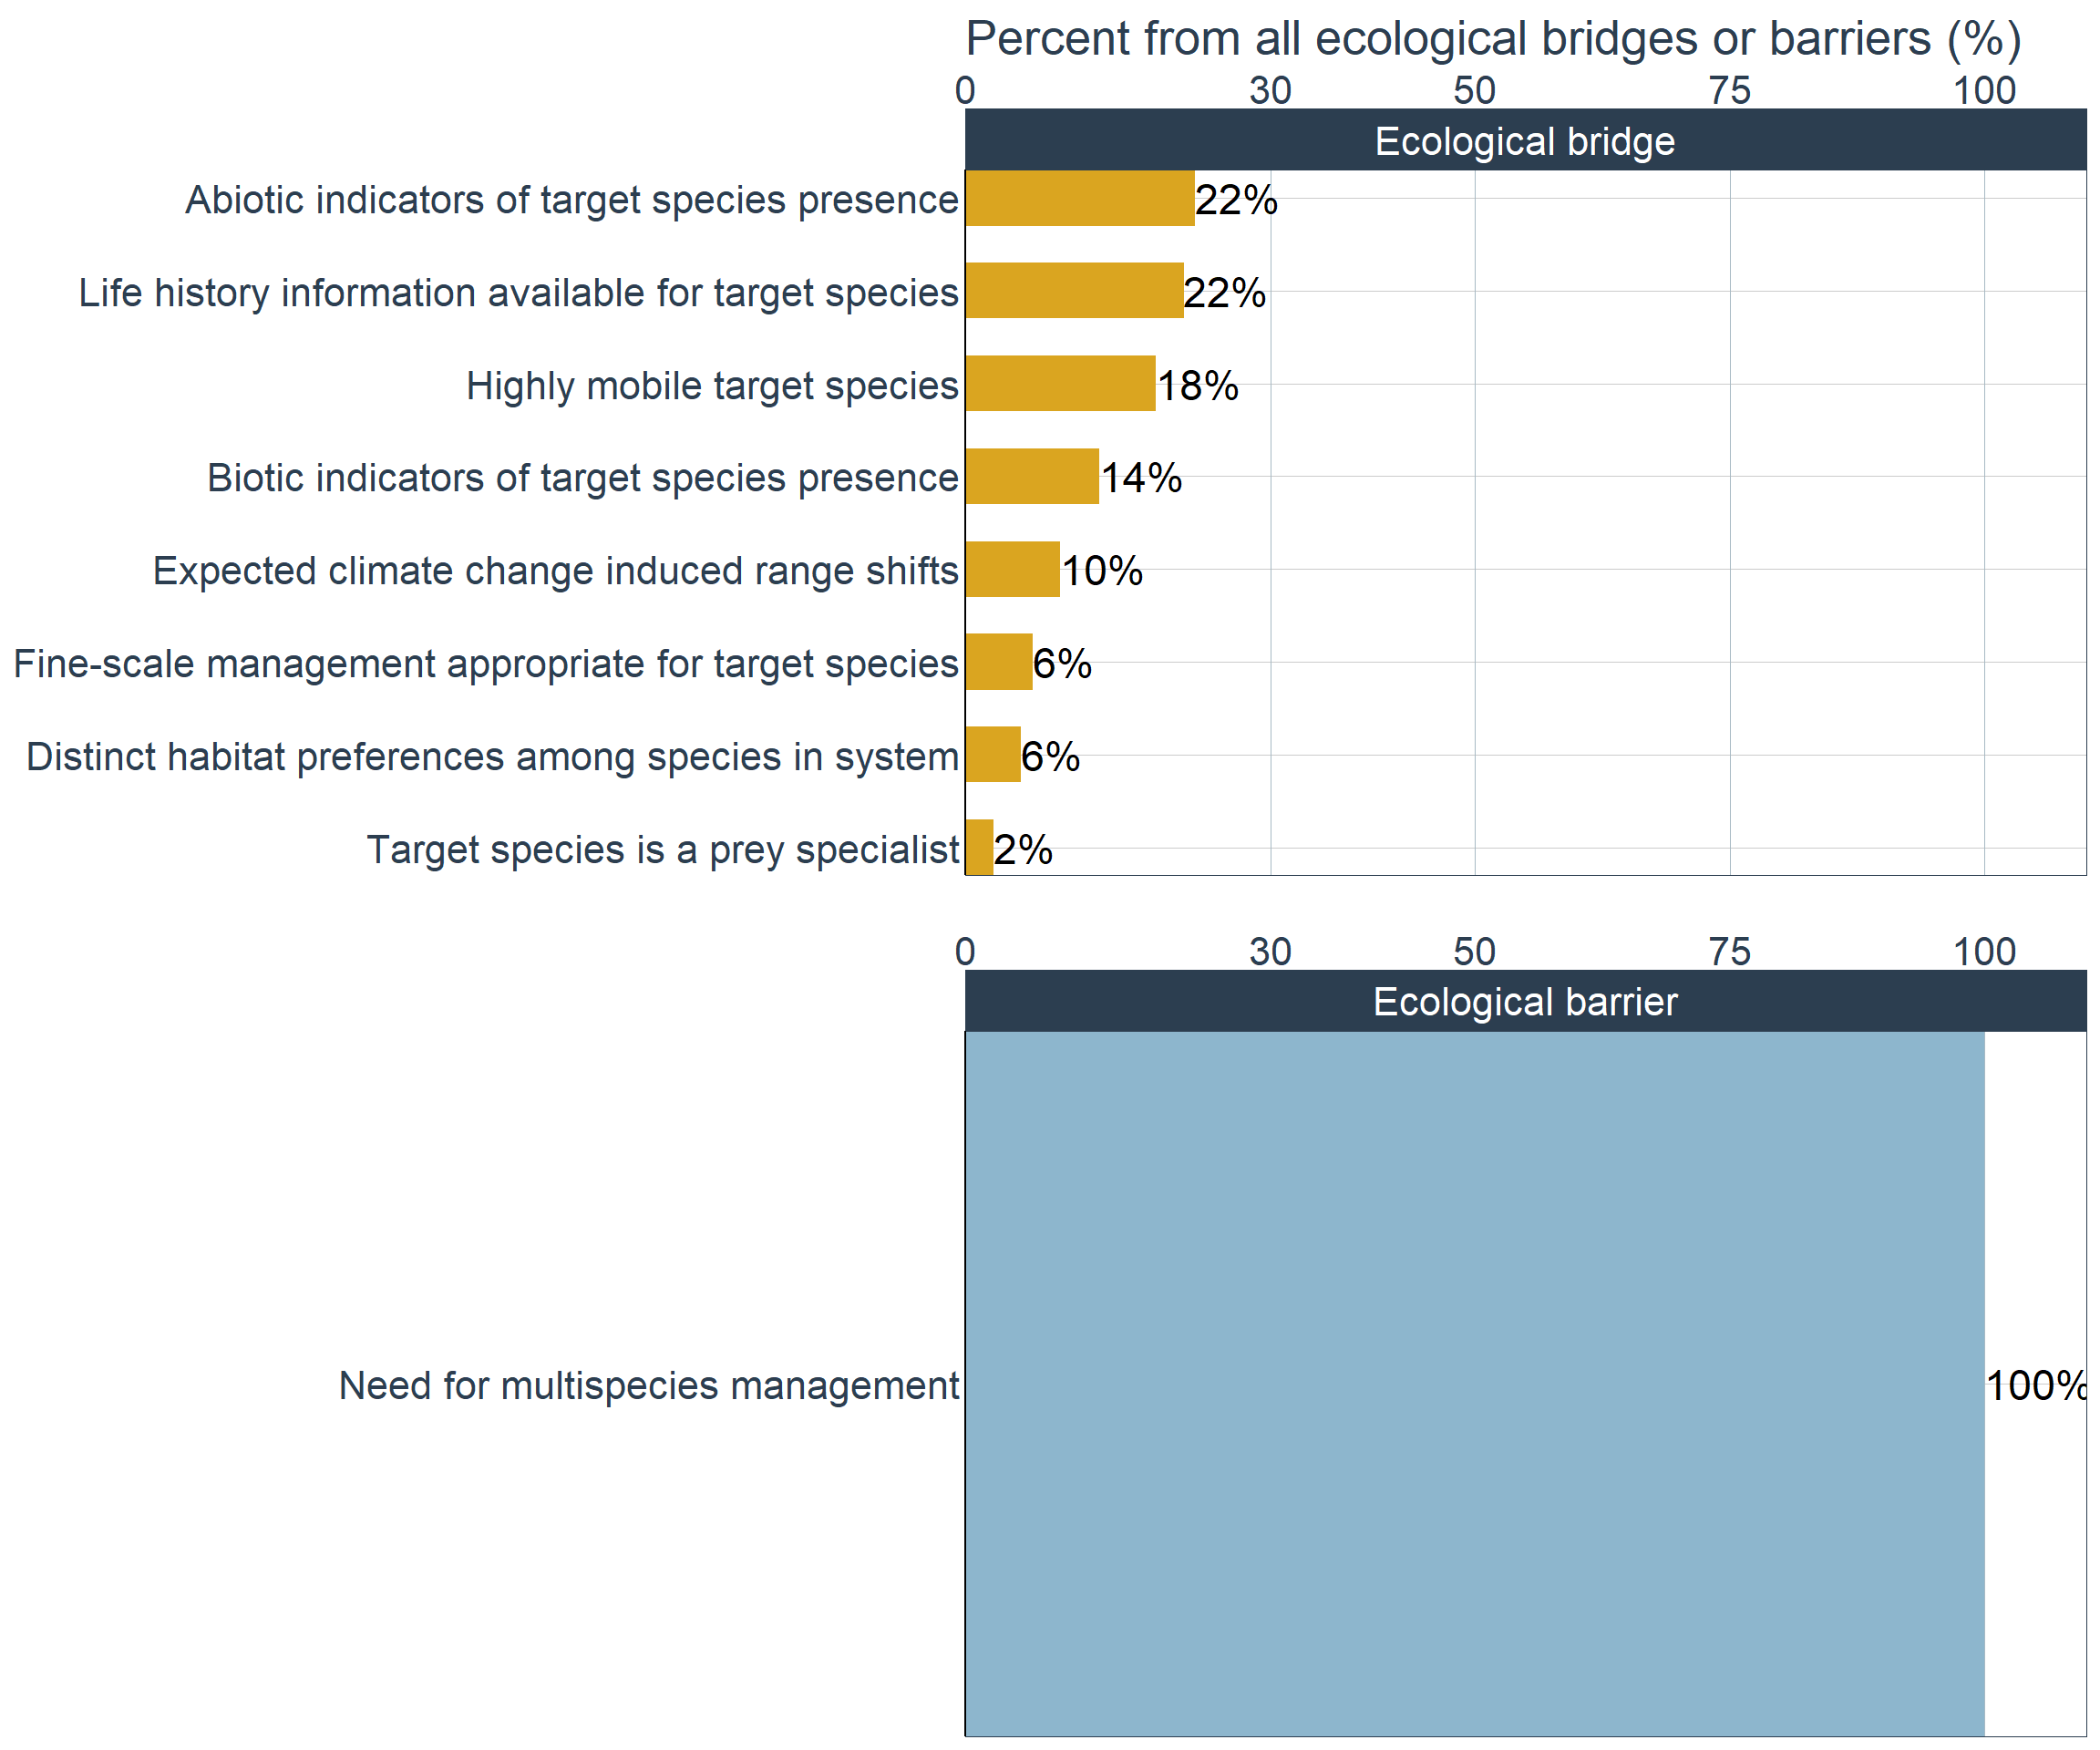 Percent from all ecological bridges or barriers (%)
0 30 50 75 100
Ecological bridge
Abiotic indicators of target species presence 22%
Life history information available for target species 22%
Highly mobile target species 18%
Biotic indicators of target species presence 14%
Expected climate change induced range shifts 10%
Fine-scale management appropriate for target species 6%
Distinct habitat preferences among species in system 6%
Target species is a prey specialist 2%
0 30 50 75 100
Ecological barrier
Need for multispecies management 100%